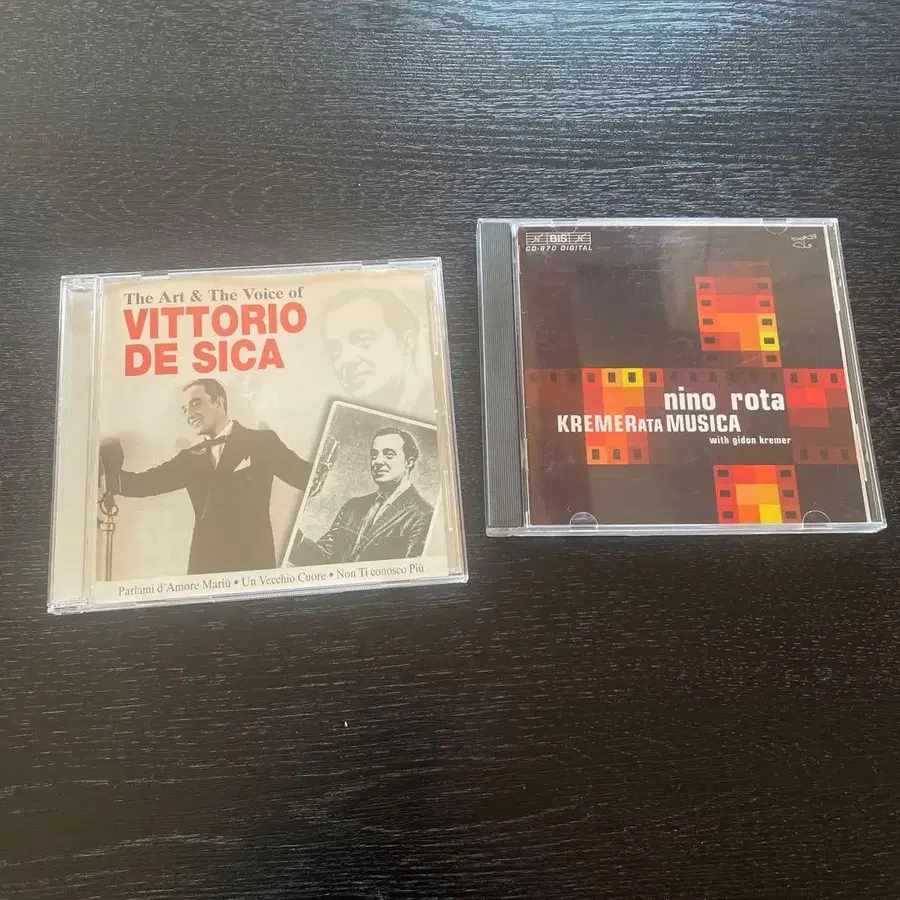 The Art & The Voice of
VITTORIO
DE SICA
Parlami d'Amore Mariù • Un Vecchio Cuore • Non Ti conosco Più
BIS
CD-870 DIGITAL
nino rota
KREMERATA MUSICA
with gidon kremer